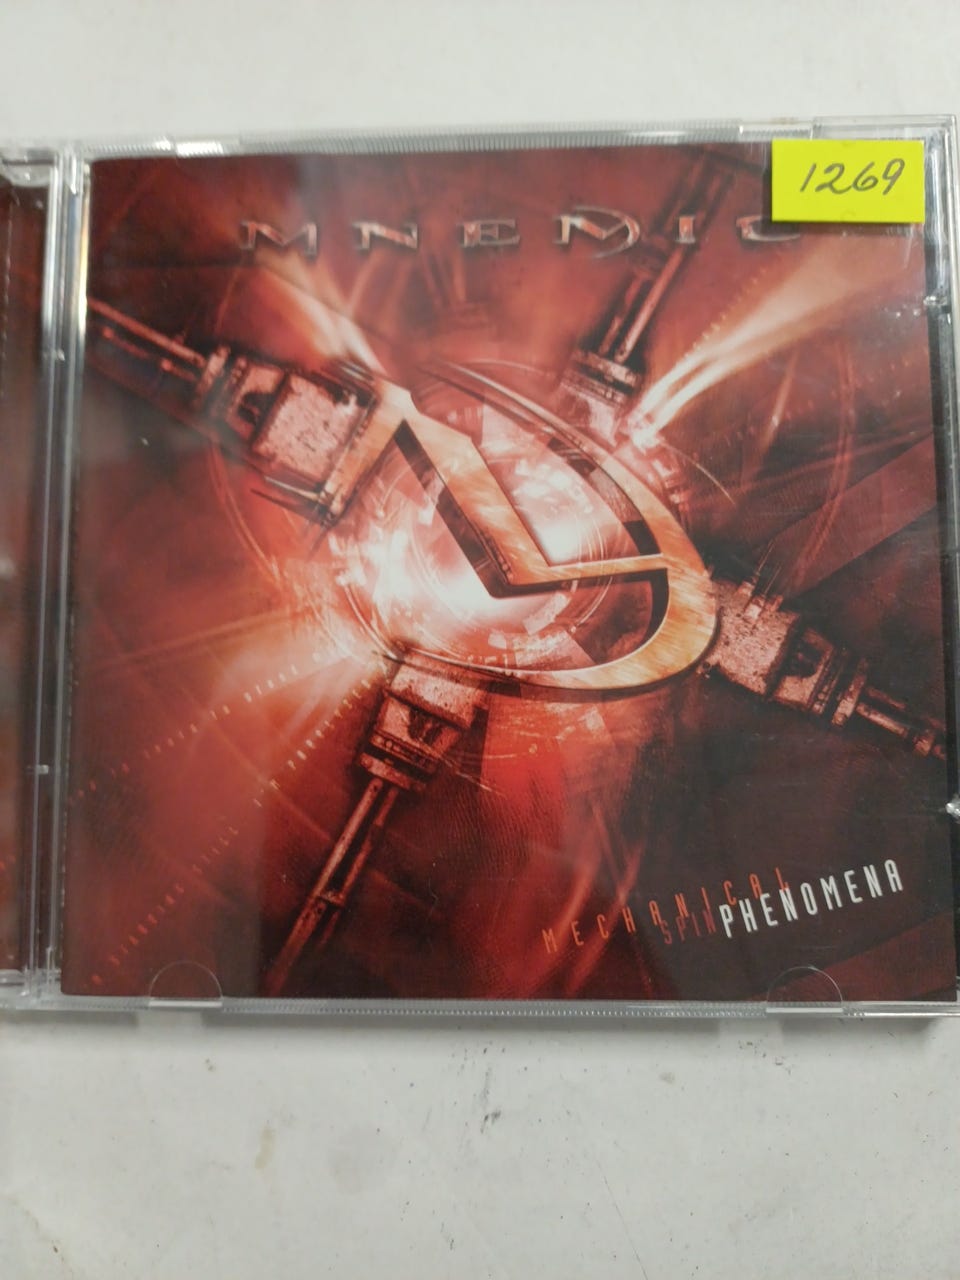 1269
MNEMIC
MECHANICAL
SPIN
PHENOMENA